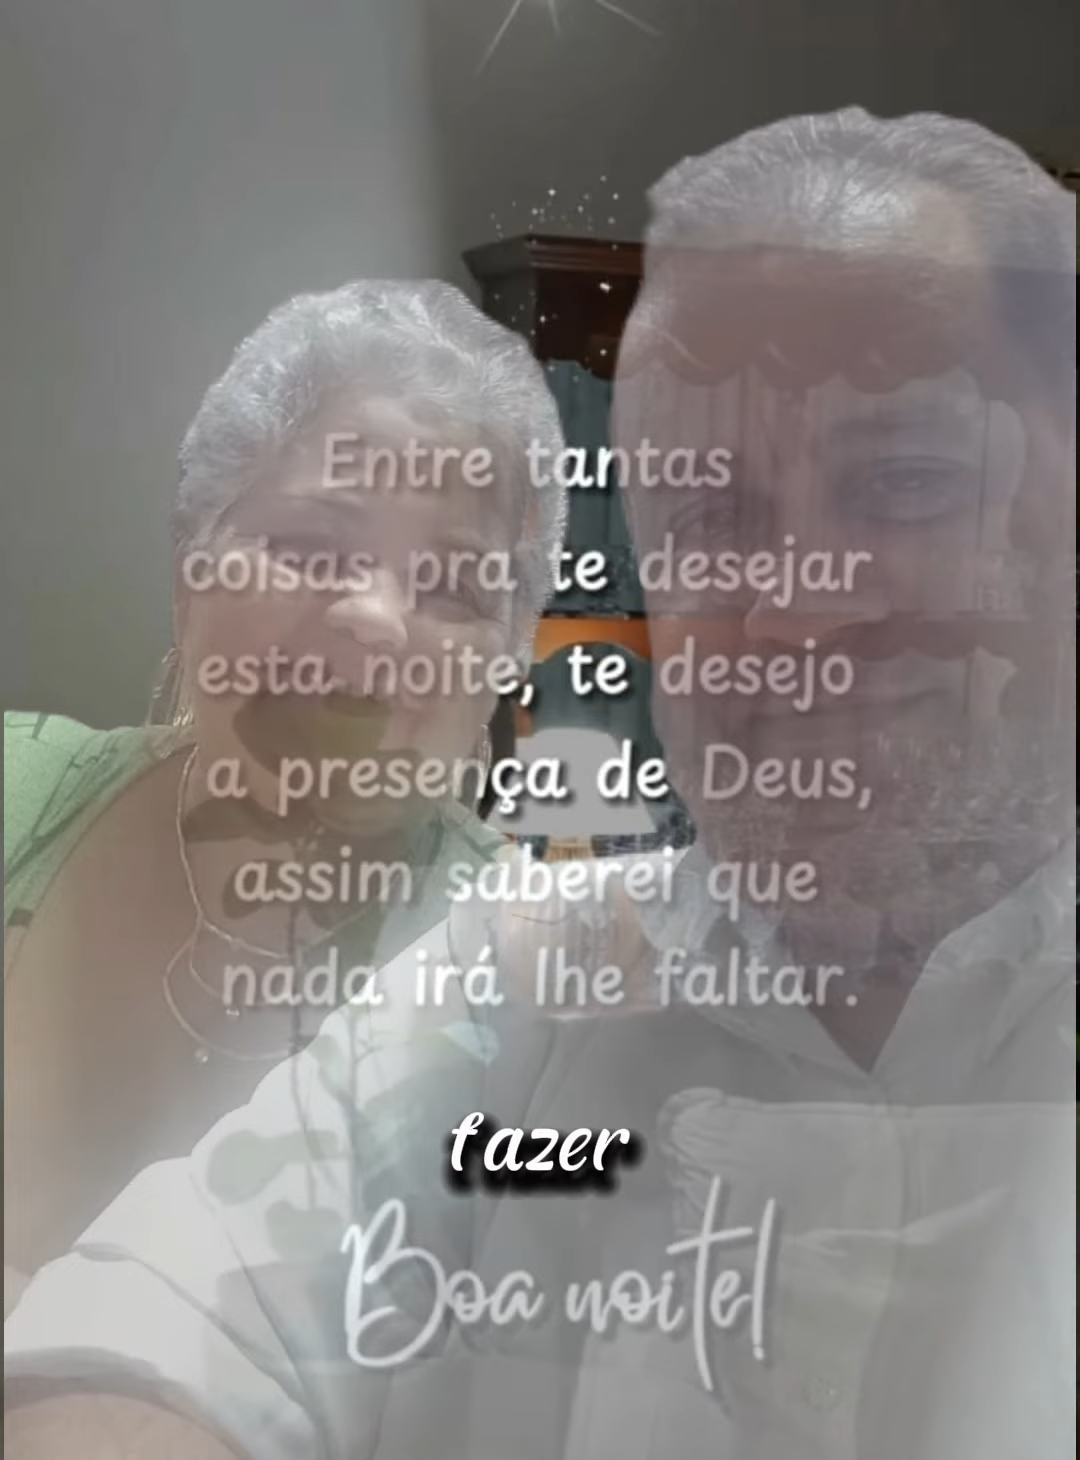 Entre tantas
coisas pra te desejar
esta noite, te desejo
a presença de Deus,
assim saberei que
nada irá lhe faltar.
fazer
Boa noite!